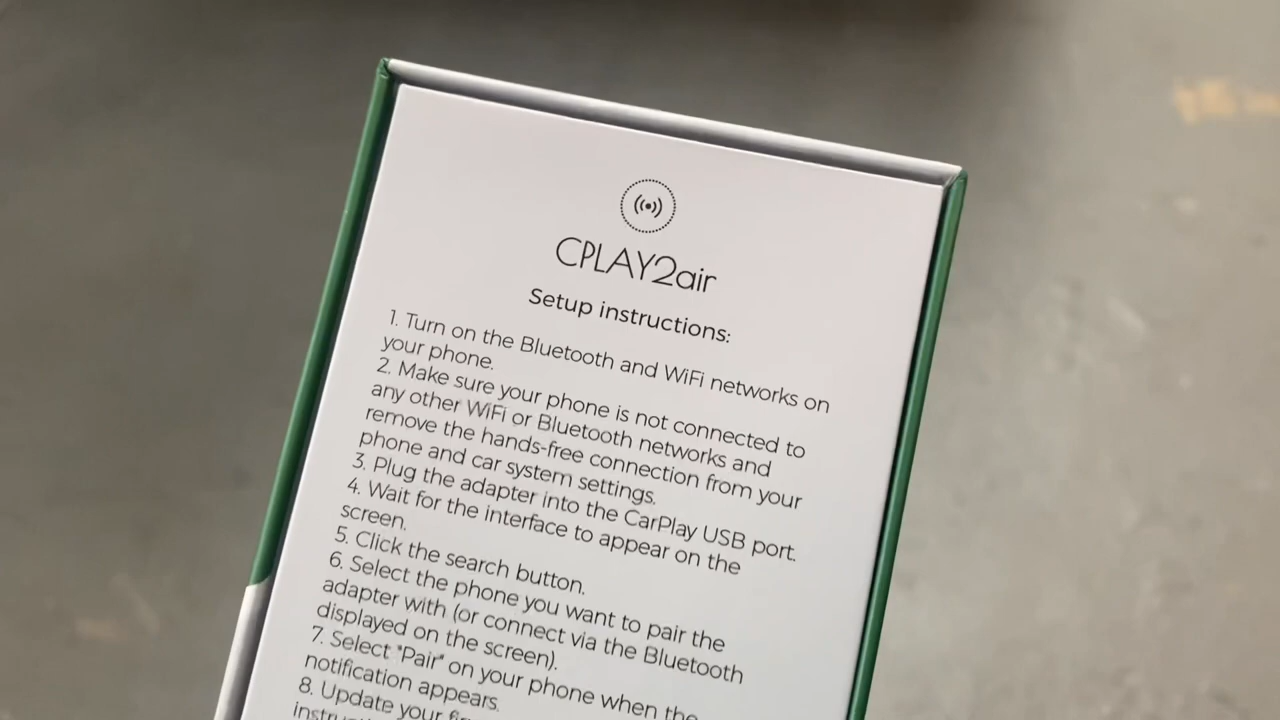 CPLAY2air
Setup instructions:
1. Turn on the Bluetooth and WiFi networks on
your phone.
2. Make sure your phone is not connected to
any other WiFi or Bluetooth networks and
remove the hands-free connection from your
phone and car system settings.
3. Plug the adapter into the CarPlay USB port.
4. Wait for the interface to appear on the
screen.
5. Click the search button.
6. Select the phone you want to pair the
adapter with (or connect via the Bluetooth
displayed on the screen).
7. Select "Pair" on your phone when the
notification appears.
8. Update your